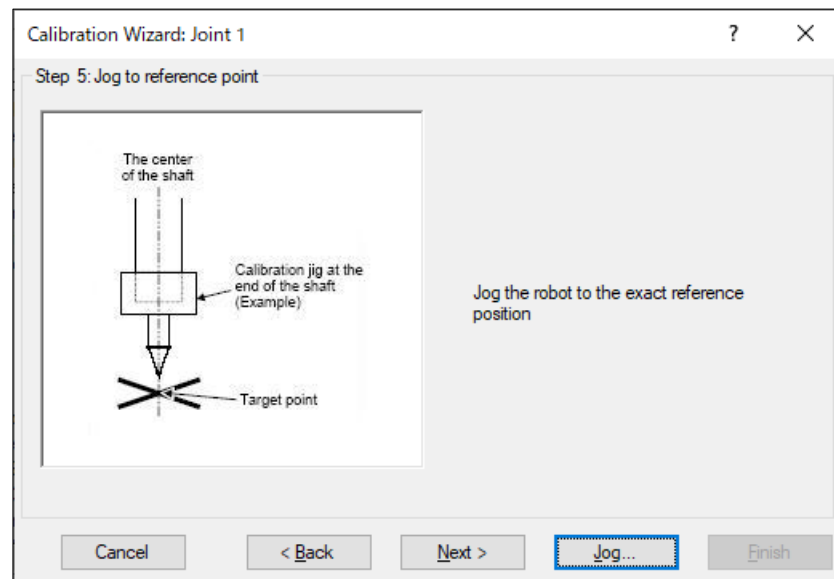 Calibration Wizard: Joint 1
?
Step 5: Jog to reference point
The center
of the shaft
Calibration jig at the
end of the shaft
(Example)
Target point
Jog the robot to the exact reference
position
Cancel
< Back
Next >
Jog...
Finish